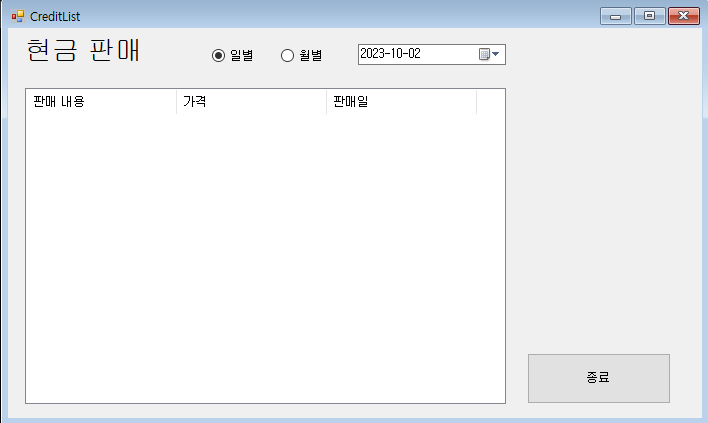 CreditList
현금 판매
일별 월별 2023-10-02
판매 내용 가격 판매일
종료